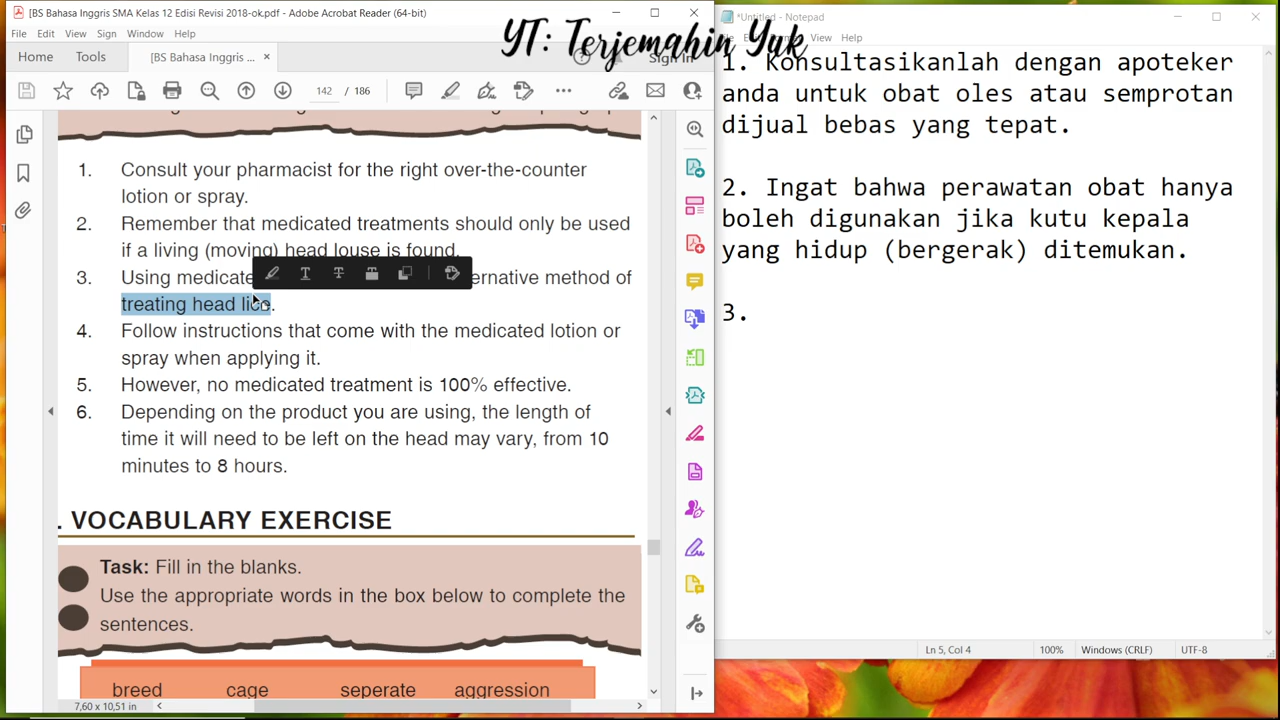 [BS Bahasa Inggris SMA Kelas 12 Edisi Revisi 2018-ok.pdf - Adobe Acrobat Reader (64-bit)
File Edit View Sign Window Help
Home Tools [BS Bahasa Inggris ... × Sign In
142 / 186
1. Consult your pharmacist for the right over-the-counter
lotion or spray.
2. Remember that medicated treatments should only be used
if a living (moving) head louse is found.
3. Using medicate ernative method of
treating head lice.
4. Follow instructions that come with the medicated lotion or
spray when applying it.
5. However, no medicated treatment is 100% effective.
6. Depending on the product you are using, the length of
time it will need to be left on the head may vary, from 10
minutes to 8 hours.
. VOCABULARY EXERCISE
Task: Fill in the blanks.
Use the appropriate words in the box below to complete the
sentences.
breed cage seperate aggression
7,60 x 10,51 in
YT: Terjemahin Yuk
*Untitled - Notepad
View Help
1. Konsultasikanlah dengan apoteker
anda untuk obat oles atau semprotan
dijual bebas yang tepat.
2. Ingat bahwa perawatan obat hanya
boleh digunakan jika kutu kepala
yang hidup (bergerak) ditemukan.
3.
Ln 5, Col 4 100% Windows (CRLF) UTF-8